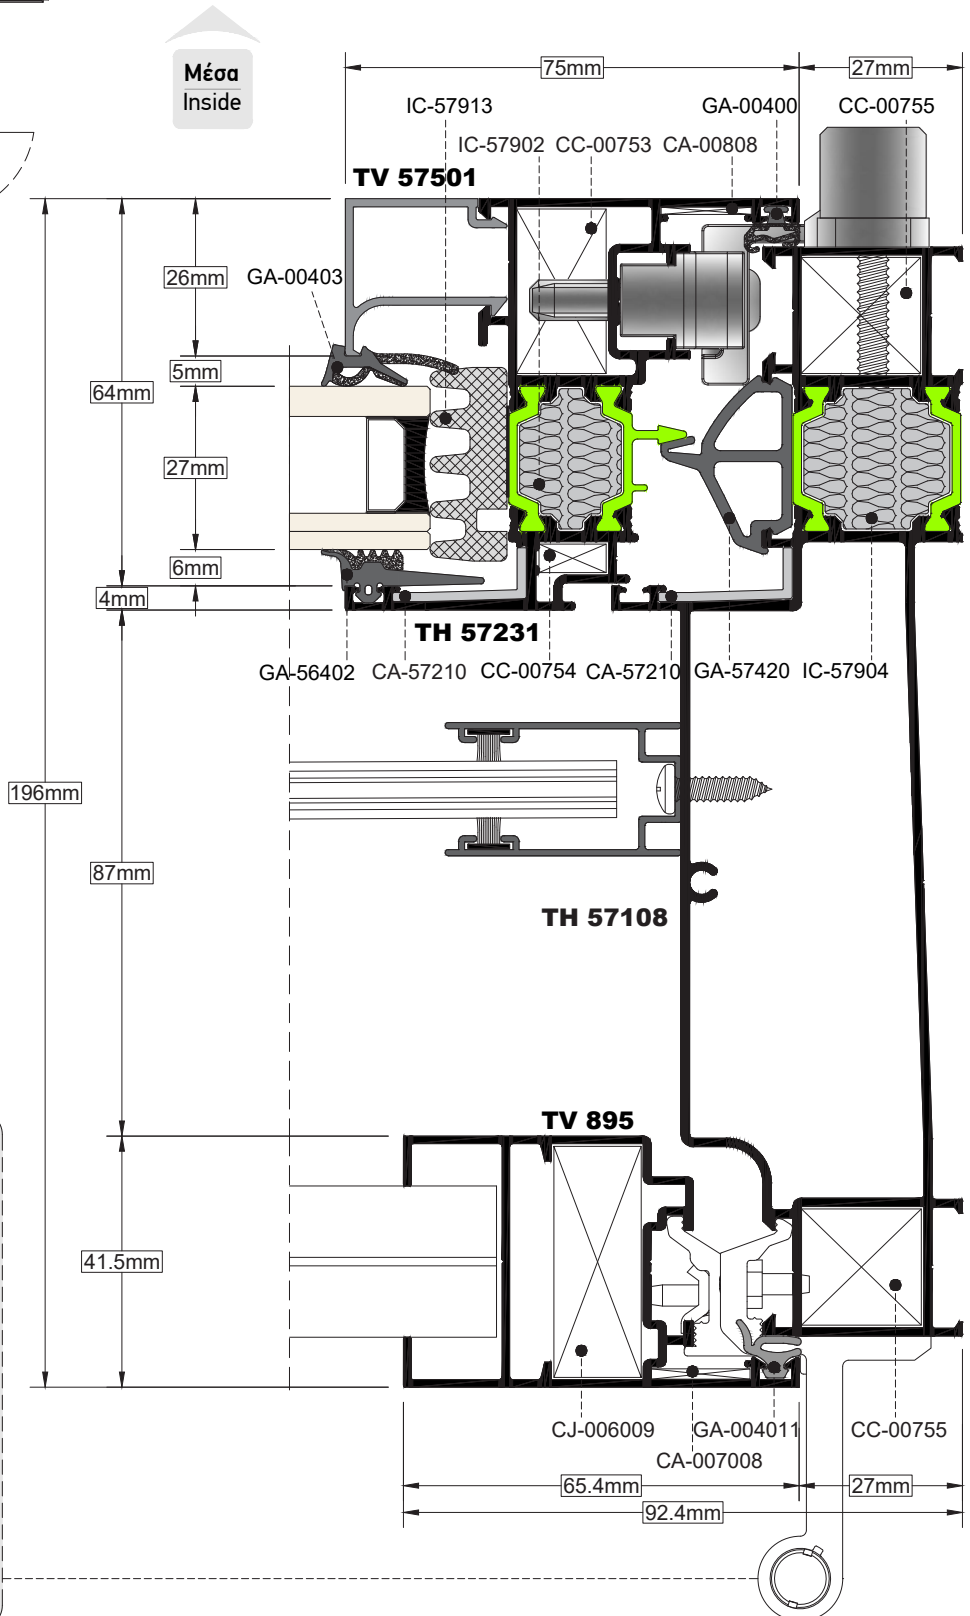 Μέσα
Inside
75mm
27mm
IC-57913
GA-00400
CC-00755
IC-57902
CC-00753
CA-00808
TV 57501
26mm
GA-00403
5mm
64mm
27mm
6mm
4mm
TH 57231
GA-56402
CA-57210
CC-00754
CA-57210
GA-57420
IC-57904
196mm
87mm
TH 57108
TV 895
41.5mm
CJ-006009
GA-004011
CC-00755
CA-007008
65.4mm
27mm
92.4mm